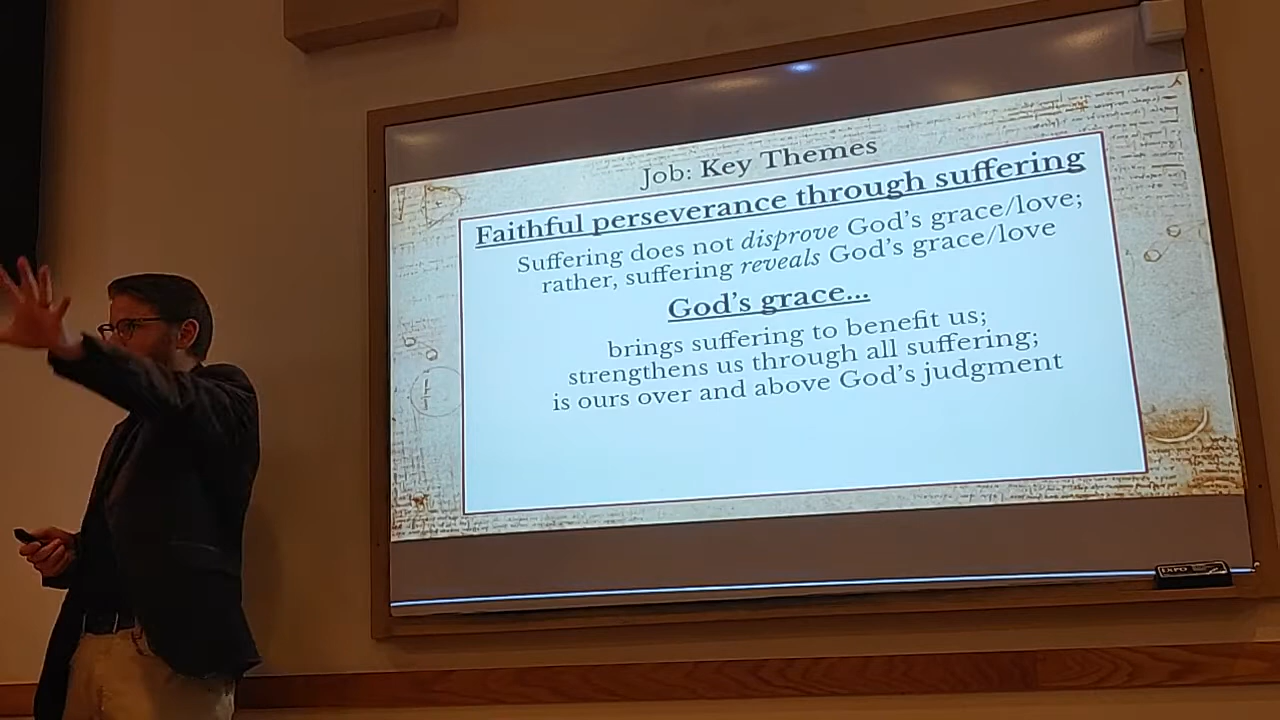 Job: Key Themes
Faithful perseverance through suffering
Suffering does not disprove God's grace/love;
rather, suffering reveals God's grace/love
God's grace...
brings suffering to benefit us;
strengthens us through all suffering;
is ours over and above God's judgment
EXPO